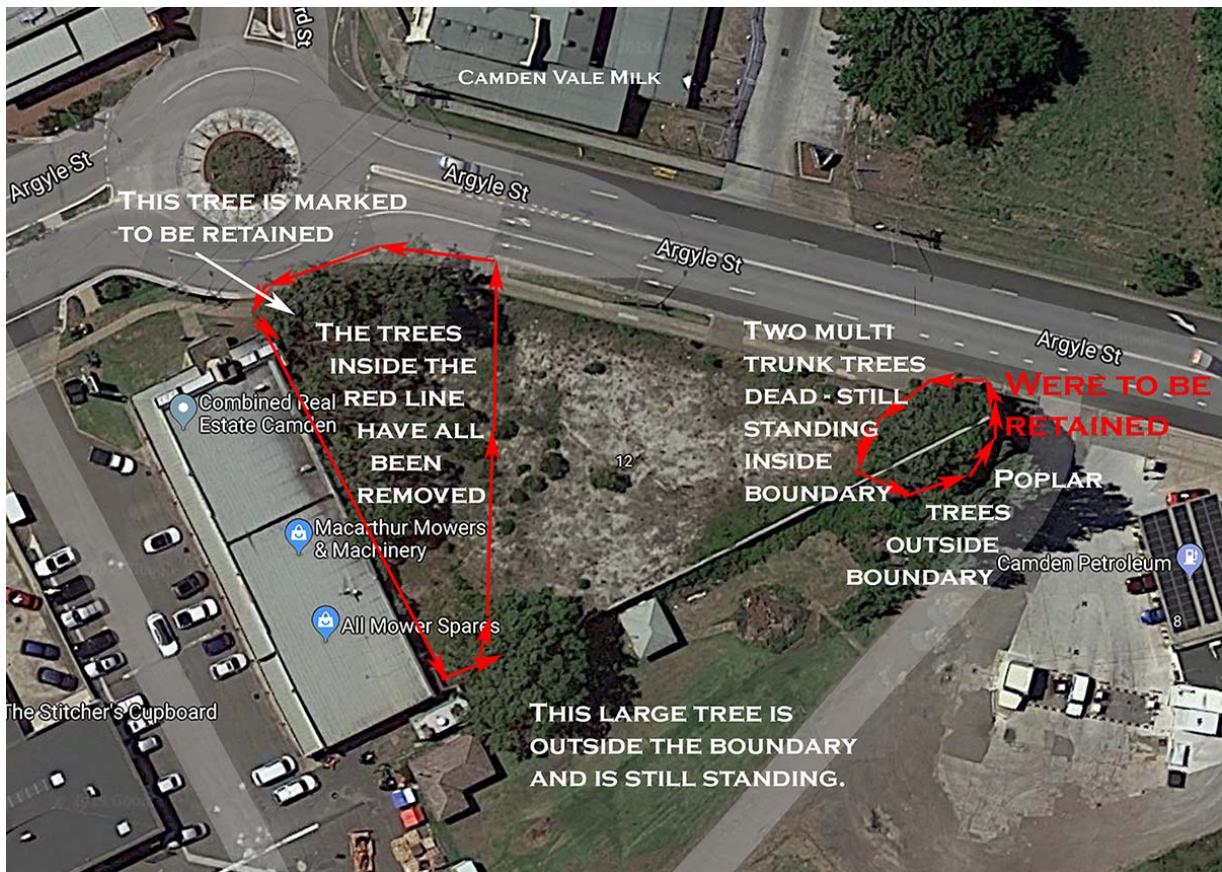 rd St
CAMDEN VALE MILK
Argyle St
Argyle St
THIS TREE IS MARKED
TO BE RETAINED
Argyle St
THE TREES
INSIDE THE
RED LINE
HAVE ALL
BEEN
REMOVED
TWO MULTI
TRUNK TREES
DEAD - STILL
STANDING
INSIDE
BOUNDARY
Argyle St
WERE TO BE
RETAINED
Combined Real
Estate Camden
12
POPLAR
TREES
OUTSIDE
BOUNDARY
Macarthur Mowers
& Machinery
Camden Petroleum
8
All Mower Spares
The Stitcher's Cupboard
THIS LARGE TREE IS
OUTSIDE THE BOUNDARY
AND IS STILL STANDING.